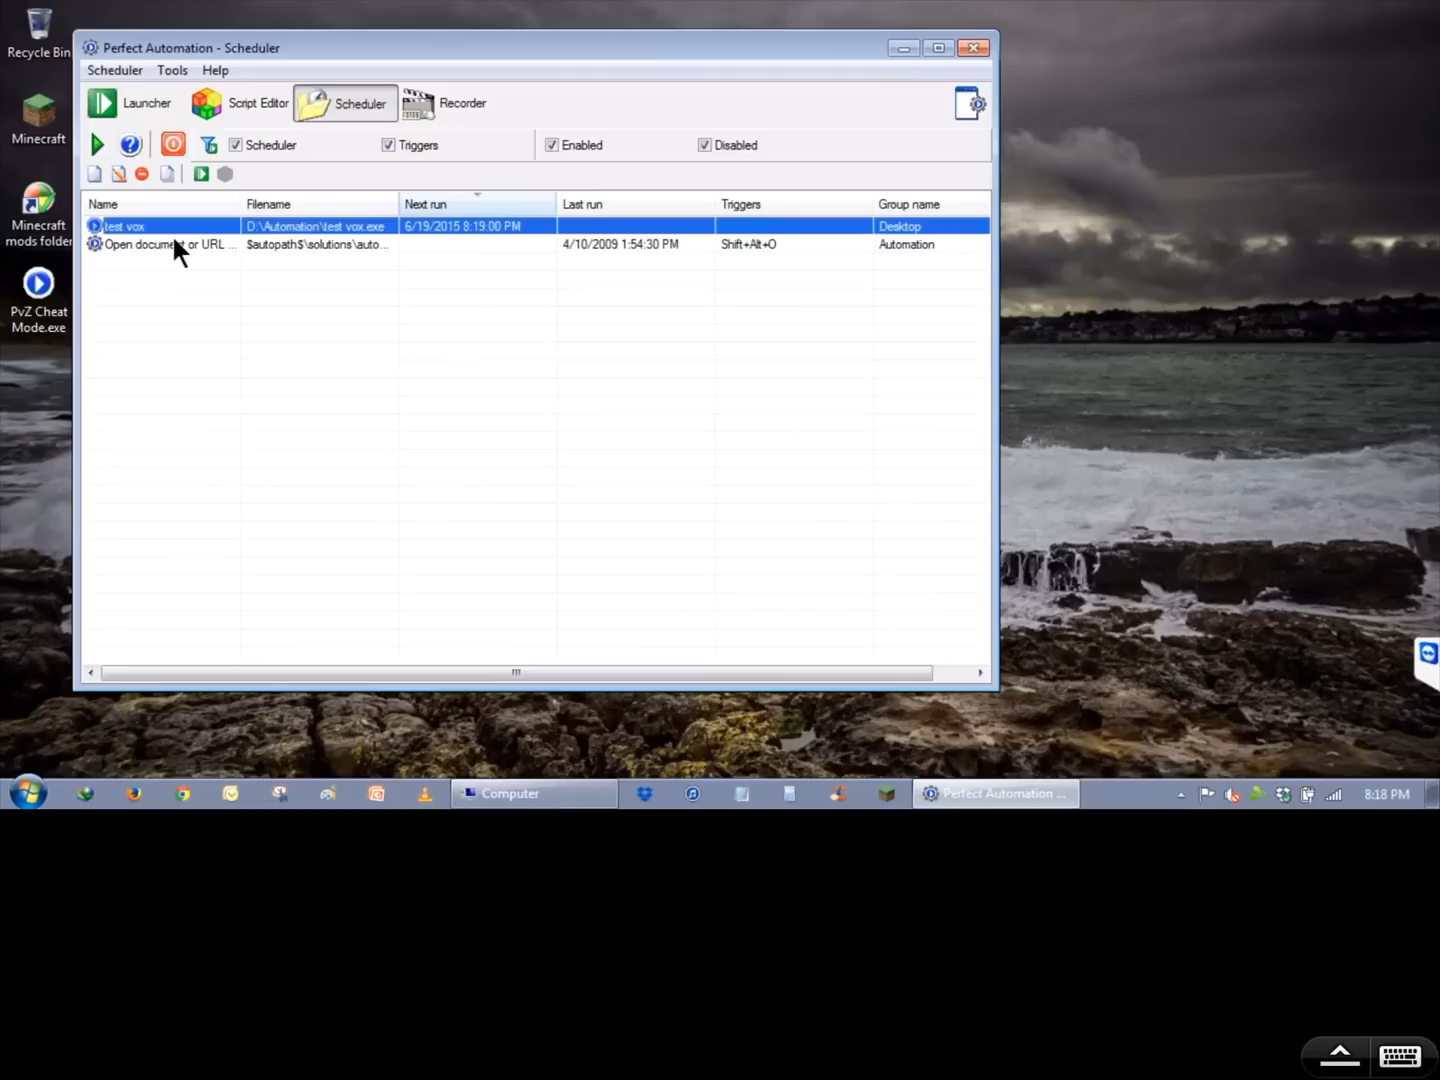 Recycle Bin
Minecraft
Minecraft
mods folder
PvZ Cheat
Mode.exe
Perfect Automation - Scheduler
Scheduler Tools Help
Launcher Script Editor Scheduler Recorder
Scheduler Triggers Enabled Disabled
Name Filename Next run Last run Triggers Group name
test vox D:\Automation\test vox.exe 6/19/2015 8:19:00 PM Desktop
Open document or URL ... $autopath$\solutions\auto... 4/10/2009 1:54:30 PM Shift+Alt+O Automation
Computer Perfect Automation ... 8:18 PM